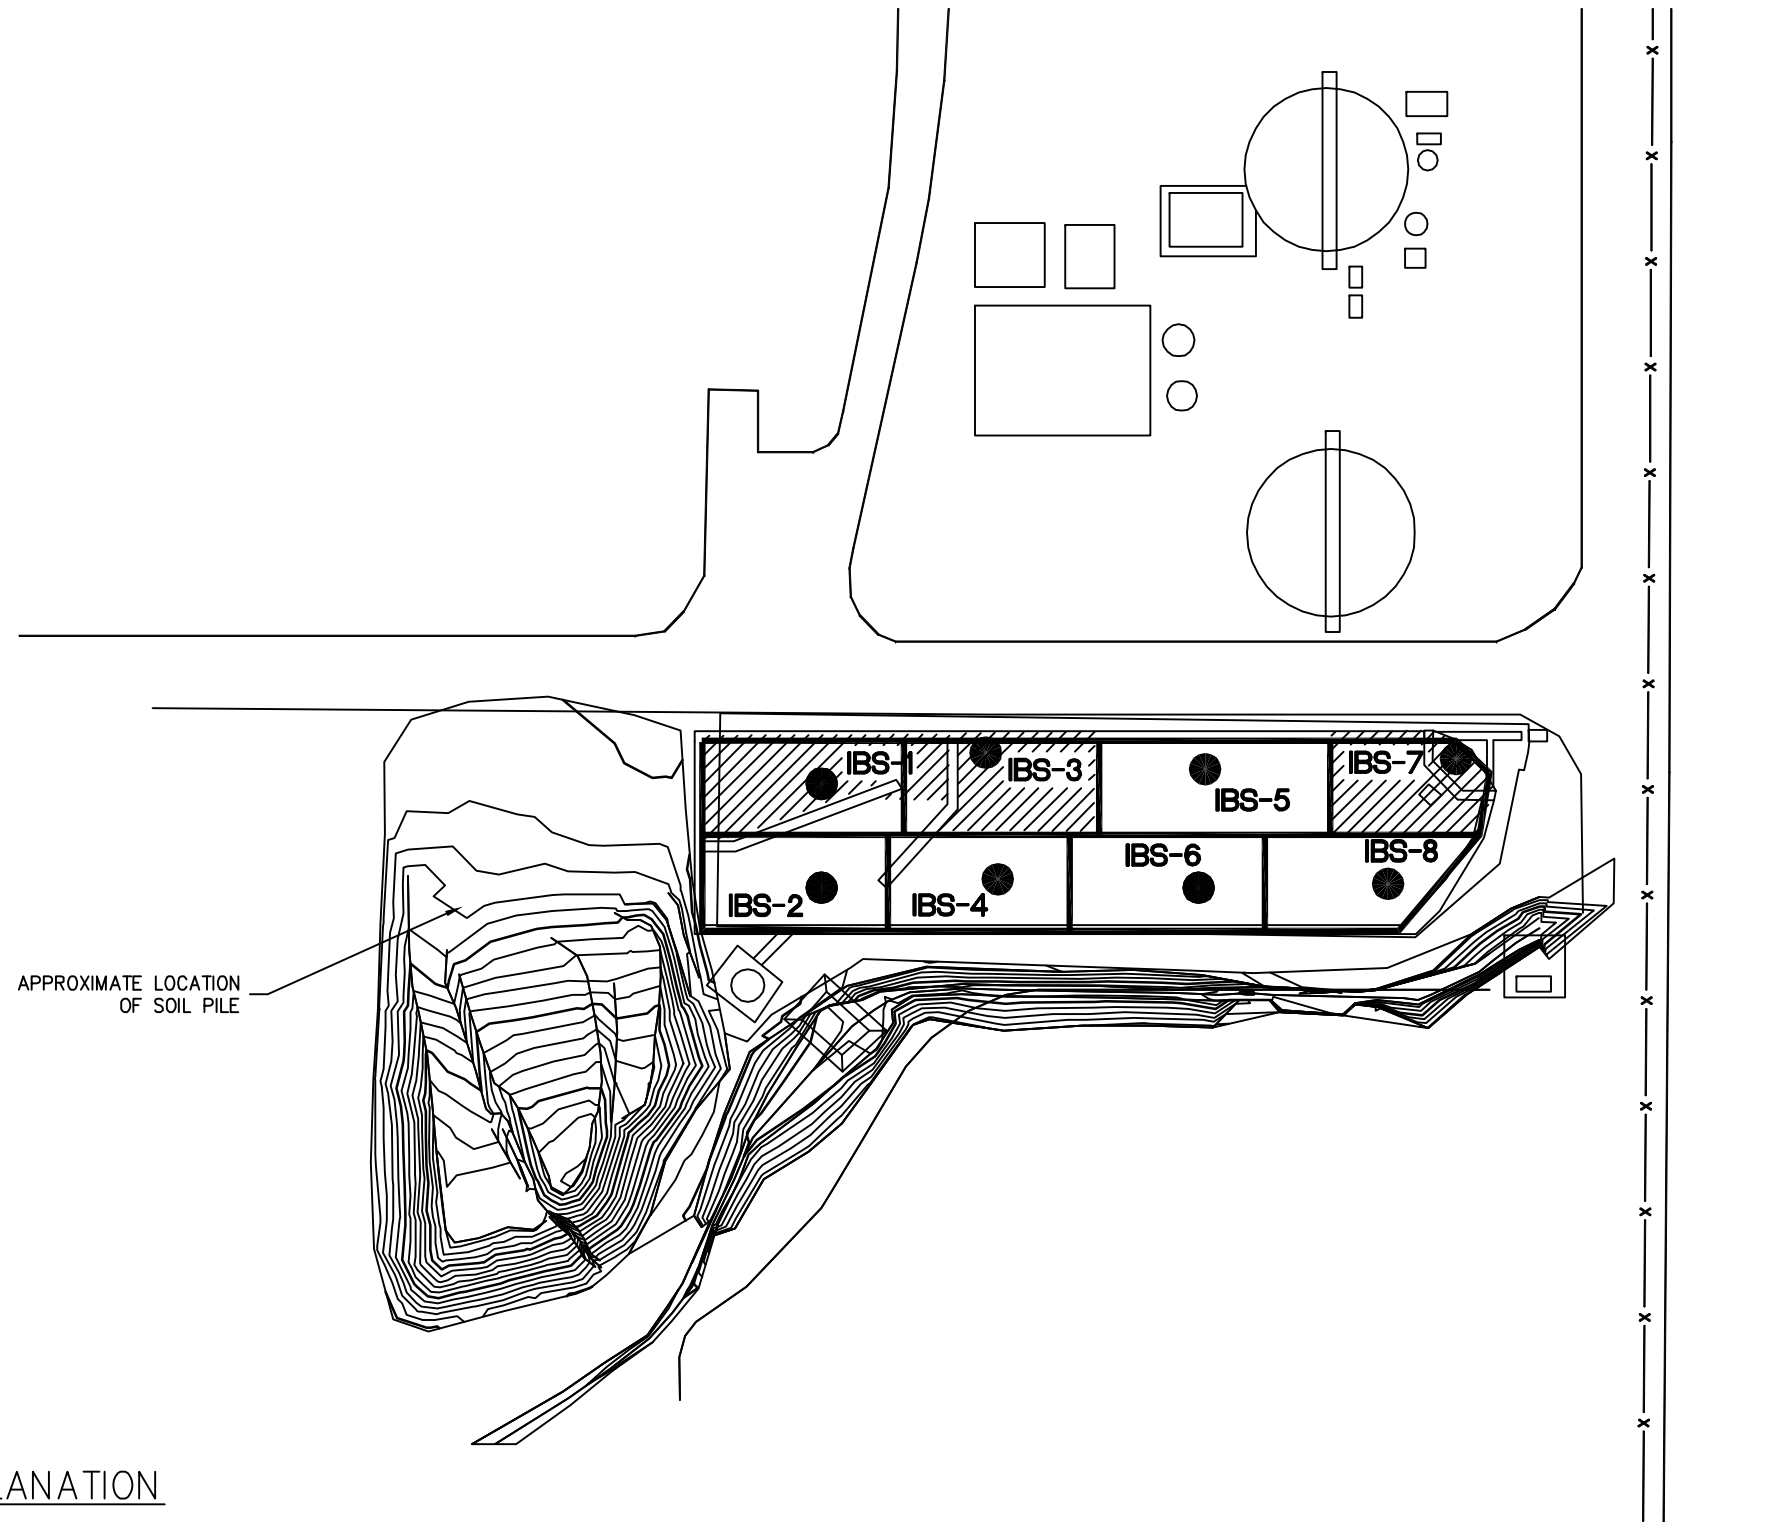 IBS-1
IBS-3
IBS-5
IBS-7
IBS-2
IBS-4
IBS-6
IBS-8
APPROXIMATE LOCATION
OF SOIL PILE
LANATION